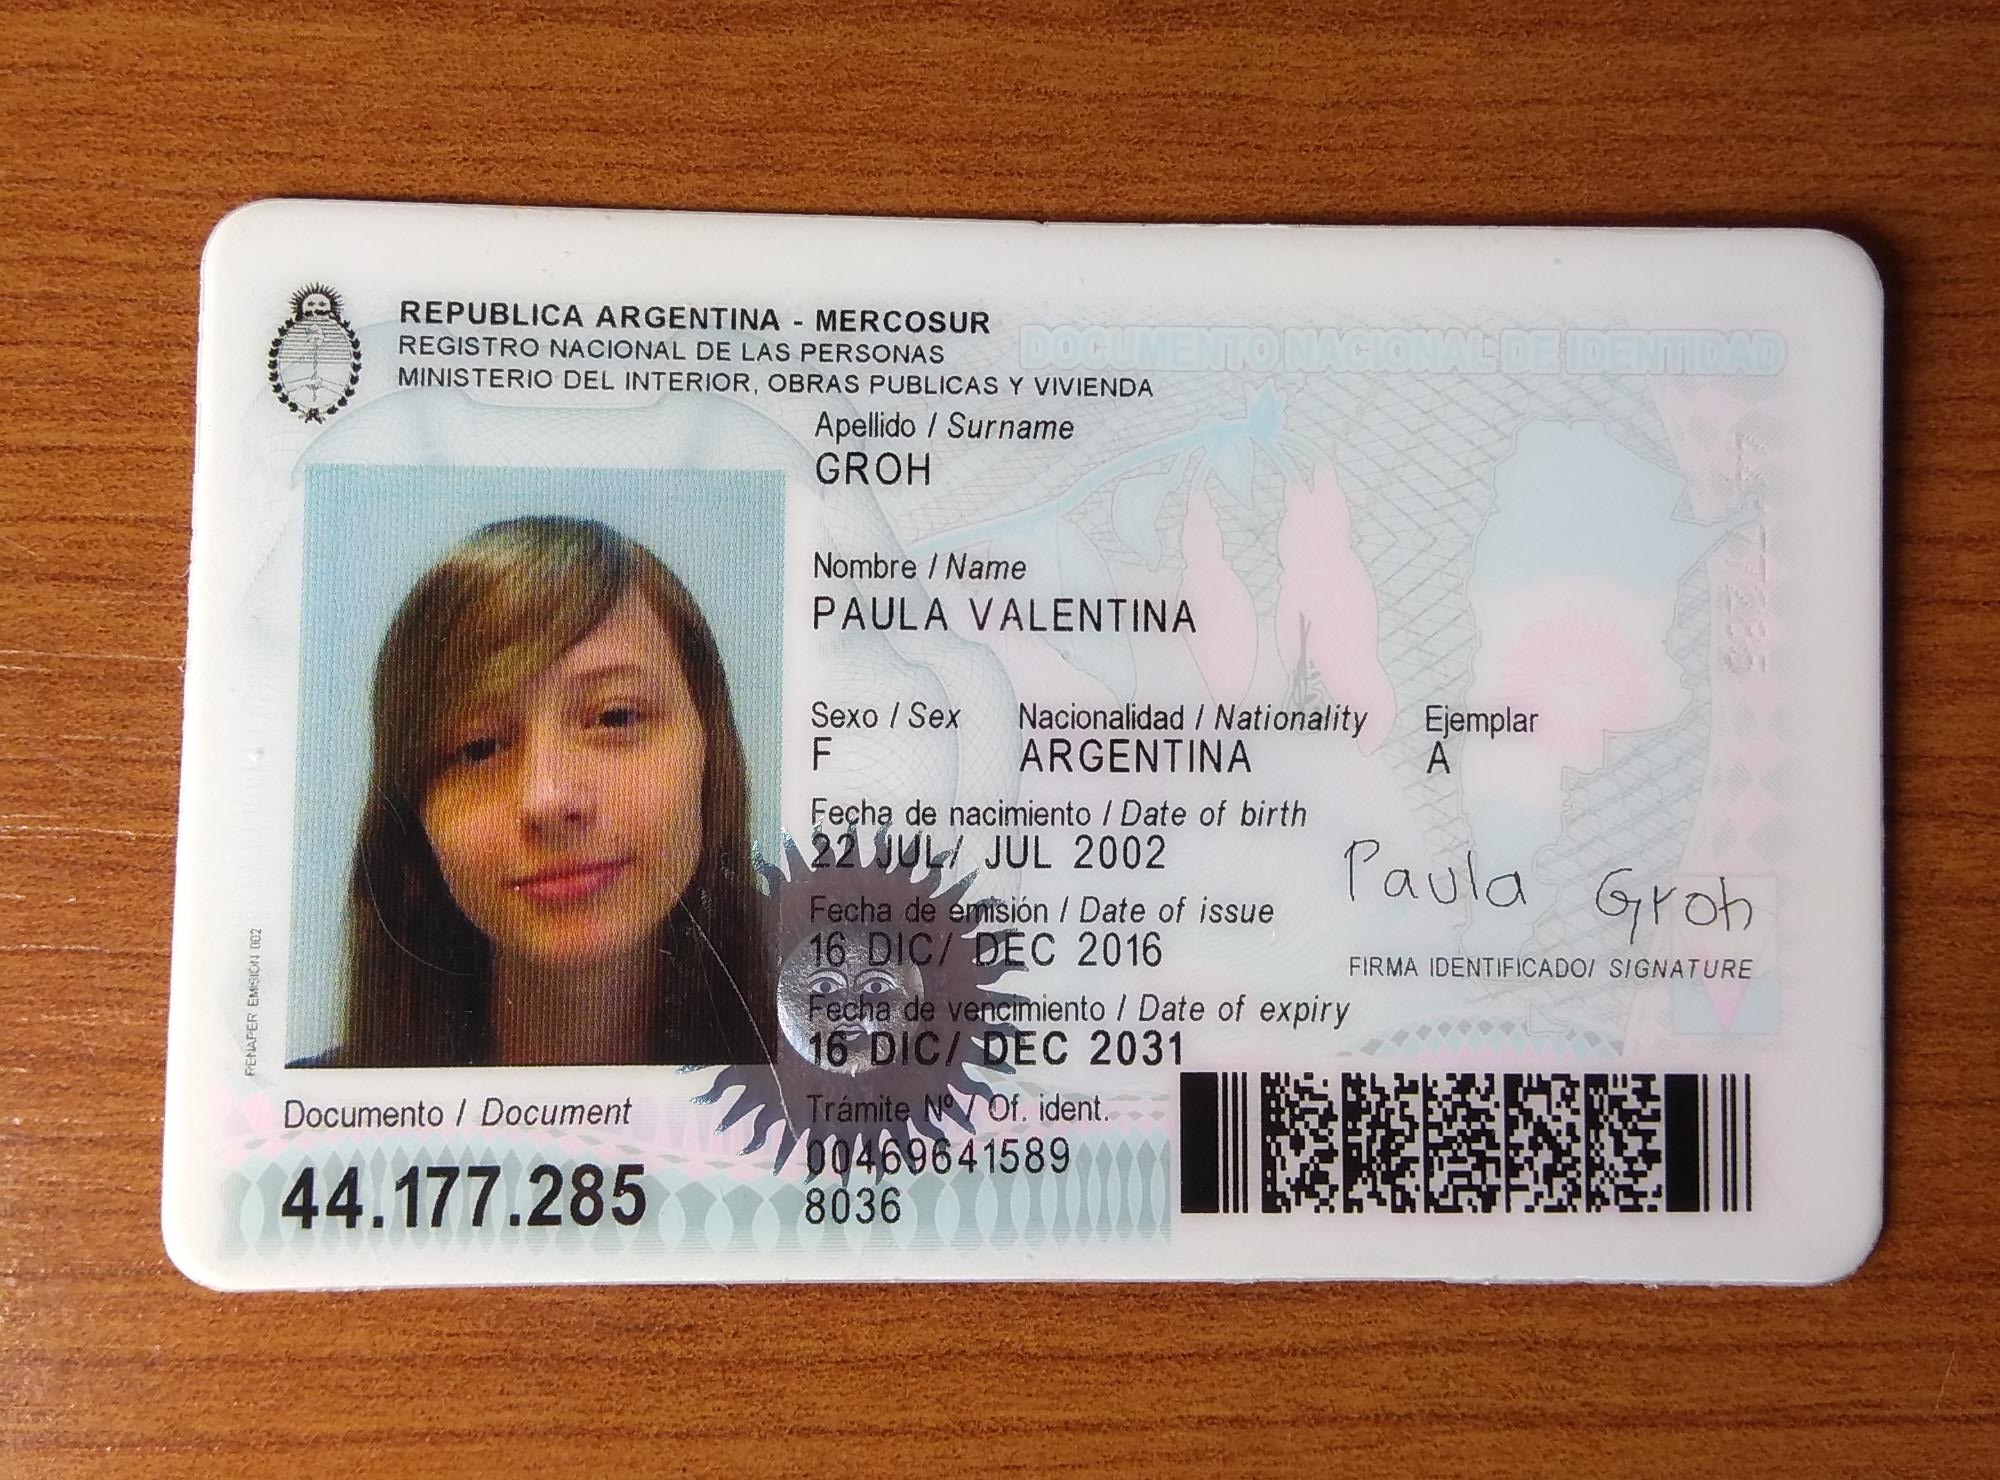 REPUBLICA ARGENTINA - MERCOSUR
REGISTRO NACIONAL DE LAS PERSONAS
MINISTERIO DEL INTERIOR, OBRAS PUBLICAS Y VIVIENDA
DOCUMENTO NACIONAL DE IDENTIDAD
Apellido / Surname
GROH
Nombre / Name
PAULA VALENTINA
Sexo / Sex Nacionalidad / Nationality Ejemplar
F ARGENTINA A
Fecha de nacimiento / Date of birth
22 JUL/ JUL 2002
Fecha de emisión / Date of issue
16 DIC/ DEC 2016
Fecha de vencimiento / Date of expiry
16 DIC/ DEC 2031
Paula Groh
FIRMA IDENTIFICADO/ SIGNATURE
Documento / Document
44.177.285
Trámite Nº / Of. ident.
00469641589
8036
RENAPER EMISIÓN 002